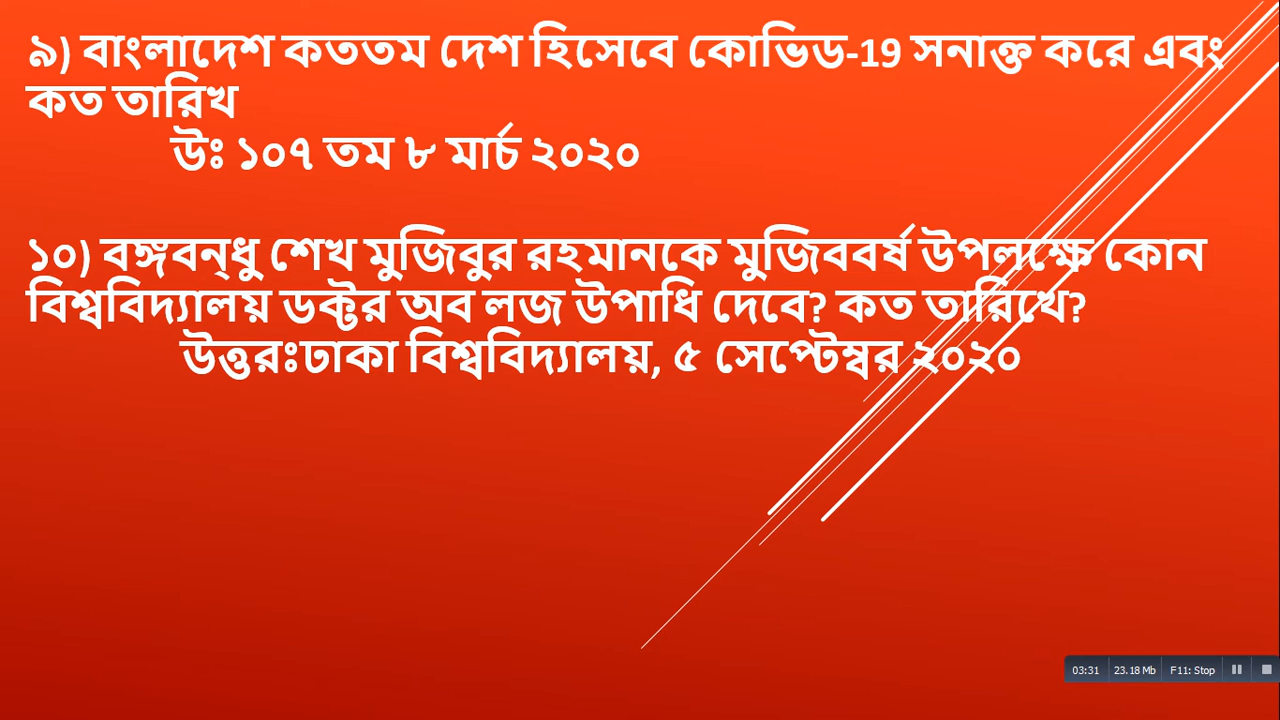 ৯) বাংলাদেশ কততম দেশ হিসেবে কোভিড-19 সনাক্ত করে এবং
কত তারিখ
উঃ ১০৭ তম ৮ মার্চ ২০২০
১০) বঙ্গবন্ধু শেখ মুজিবুর রহমানকে মুজিববর্ষ উপলক্ষে কোন
বিশ্ববিদ্যালয় ডক্টর অব লজ উপাধি দেবে? কত তারিখে?
উত্তরঃঢাকা বিশ্ববিদ্যালয়, ৫ সেপ্টেম্বর ২০২০
03:31 23.18 Mb F11: Stop